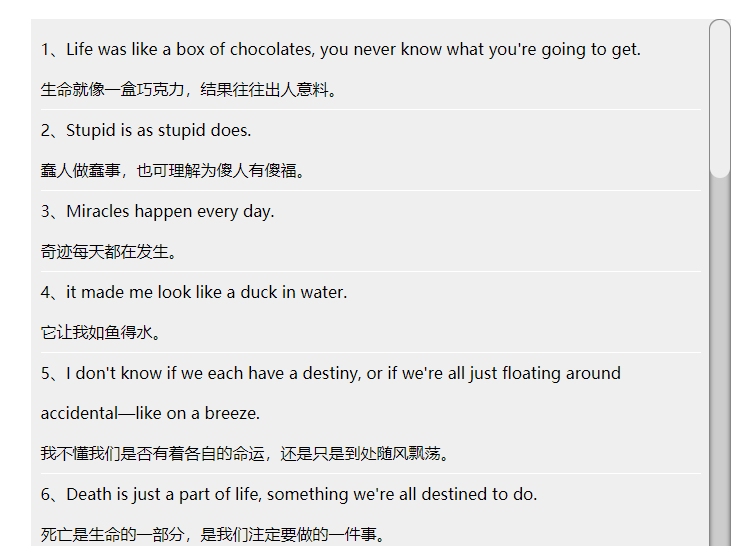 1、Life was like a box of chocolates, you never know what you're going to get.
生命就像一盒巧克力，结果往往出人意料。
2、Stupid is as stupid does.
蠢人做蠢事，也可理解为傻人有傻福。
3、Miracles happen every day.
奇迹每天都在发生。
4、it made me look like a duck in water.
它让我如鱼得水。
5、I don't know if we each have a destiny, or if we're all just floating around
accidental—like on a breeze.
我不懂我们是否有着各自的命运，还是只是到处随风飘荡。
6、Death is just a part of life, something we're all destined to do.
死亡是生命的一部分，是我们注定要做的一件事。